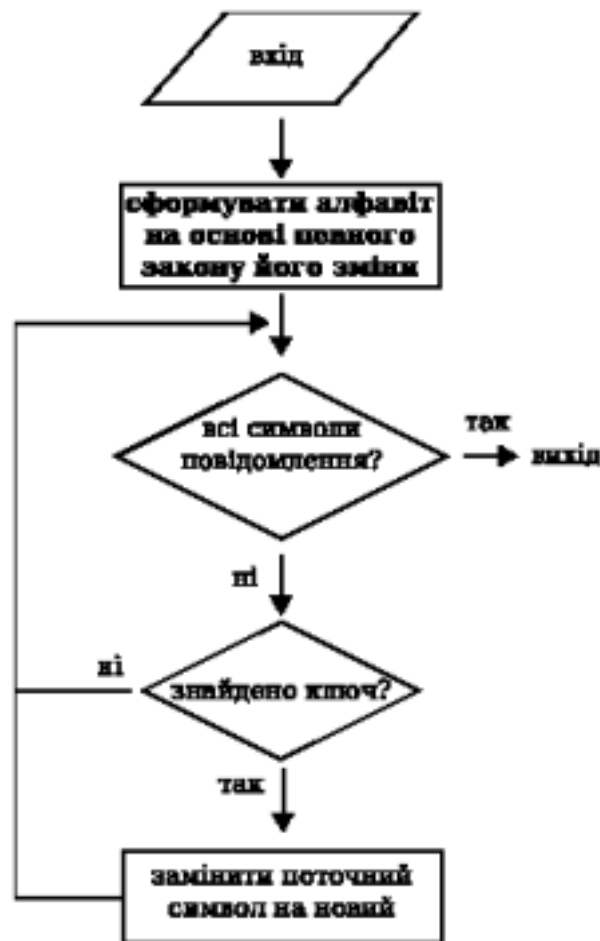 вхід
сформувати алфавіт
на основі певного
закону його зміни
всі символи
повідомлення?
так
вихід
ні
ні
знайдено ключ?
так
замінити поточний
символ на новий